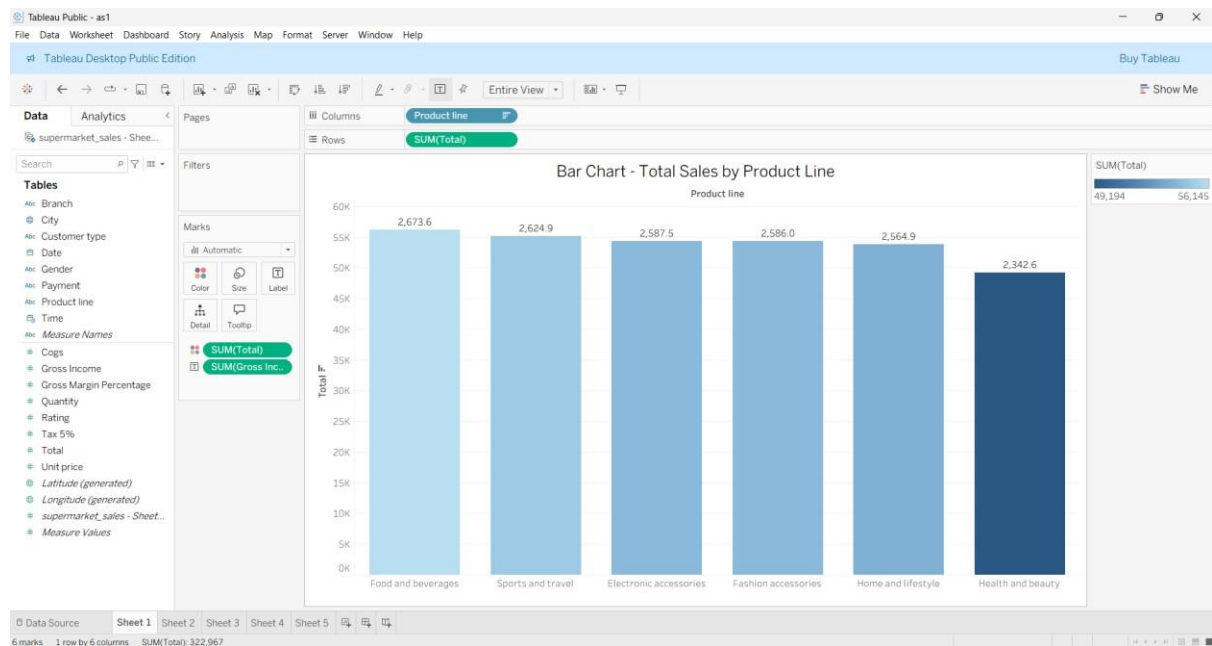 Tableau Public - as1
File Data Worksheet Dashboard Story Analysis Map Format Server Window Help
Tableau Desktop Public Edition Buy Tableau
Entire View Show Me
Data Analytics Pages Columns Product line
supermarket_sales - Shee... Rows SUM(Total)
Search
Tables
Abc Branch
City
Abc Customer type
Date
Abc Gender
Abc Payment
Abc Product line
Time
Abc Measure Names
Cogs
Gross Income
Gross Margin Percentage
Quantity
Rating
Tax 5%
Total
Unit price
Latitude (generated)
Longitude (generated)
supermarket_sales - Sheet...
Measure Values
Filters
Marks
Automatic
Color Size Label
Detail Tooltip
SUM(Total)
SUM(Gross Inc..
Bar Chart - Total Sales by Product Line
Product line
60K
55K
50K
45K
40K
35K
30K
25K
20K
15K
10K
5K
0K
Total
2,673.6 2,624.9 2,587.5 2,586.0 2,564.9 2,342.6
Food and beverages Sports and travel Electronic accessories Fashion accessories Home and lifestyle Health and beauty
SUM(Total)
49,194 56,145
Data Source Sheet 1 Sheet 2 Sheet 3 Sheet 4 Sheet 5
6 marks 1 row by 6 columns SUM(Total): 322,967